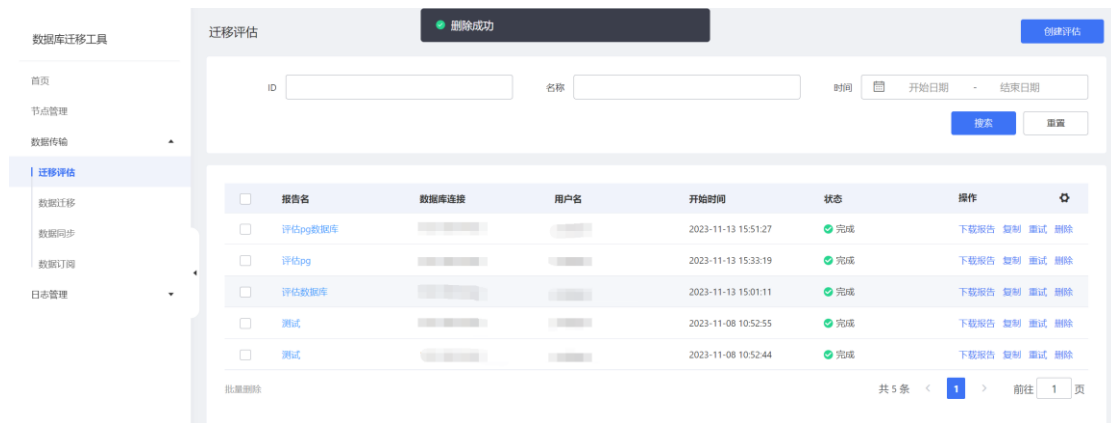 删除成功
数据库迁移工具
迁移评估
创建评估
首页
节点管理
数据传输
迁移评估
数据迁移
数据同步
数据订阅
日志管理
ID 名称 时间 开始日期 - 结束日期
搜索 重置
报告名 数据库连接 用户名 开始时间 状态 操作
评估pg数据库 2023-11-13 15:51:27 完成 下载报告 复制 重试 删除
评估pg 2023-11-13 15:33:19 完成 下载报告 复制 重试 删除
评估数据库 2023-11-13 15:01:11 完成 下载报告 复制 重试 删除
测试 2023-11-08 10:52:55 完成 下载报告 复制 重试 删除
测试 2023-11-08 10:52:44 完成 下载报告 复制 重试 删除
批量删除 共 5 条 1 前往 1 页